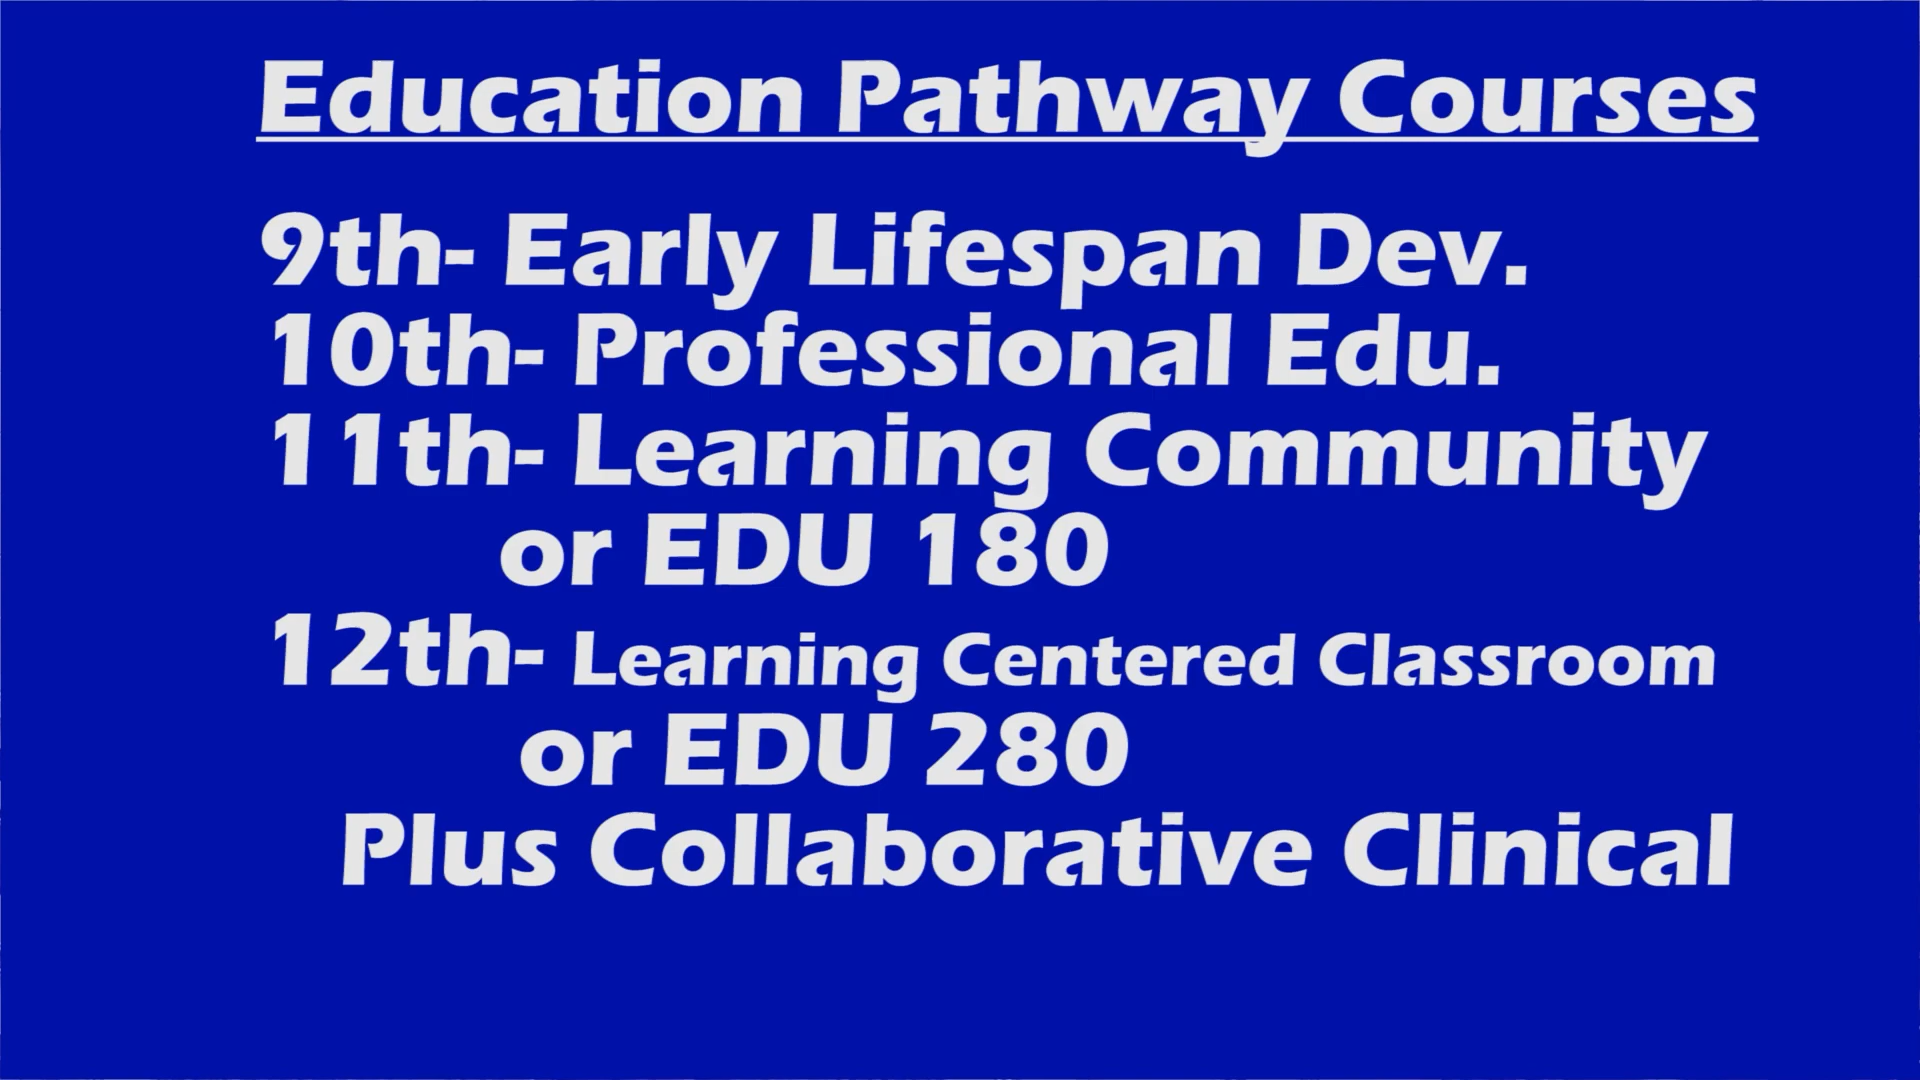 Education Pathway Courses
9th- Early Lifespan Dev.
10th- Professional Edu.
11th- Learning Community
or EDU 180
12th- Learning Centered Classroom
or EDU 280
Plus Collaborative Clinical